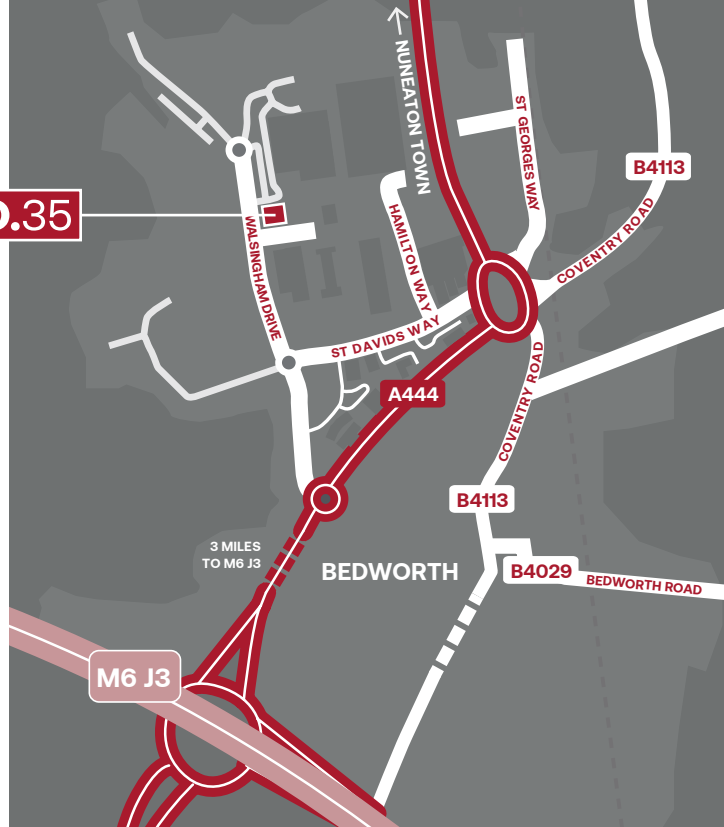 NUNEATON TOWN
ST GEORGES WAY
B4113
.35
WALSINGHAM DRIVE
HAMILTON WAY
COVENTRY ROAD
ST DAVIDS WAY
A444
COVENTRY ROAD
B4113
3 MILES
TO M6 J3
BEDWORTH
B4029
BEDWORTH ROAD
M6 J3